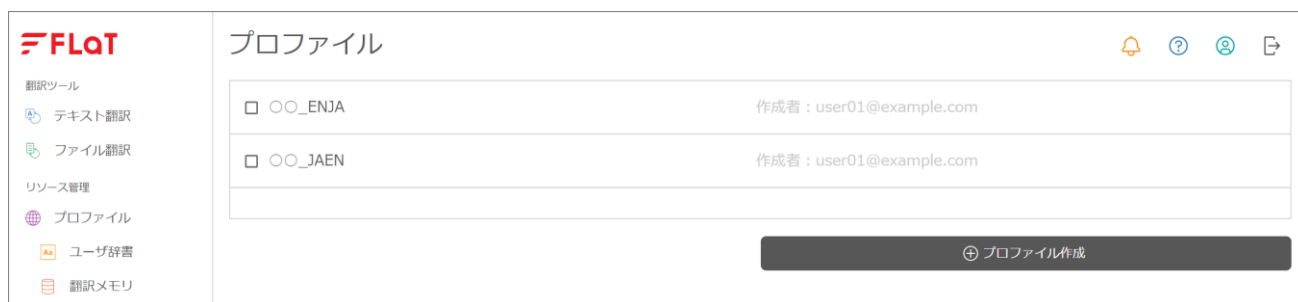 FLaT
翻訳ツール
テキスト翻訳
ファイル翻訳
リソース管理
プロファイル
Aa ユーザ辞書
翻訳メモリ
プロファイル
○○_ENJA 作成者:user01@example.com
○○_JAEN 作成者:user01@example.com
プロファイル作成